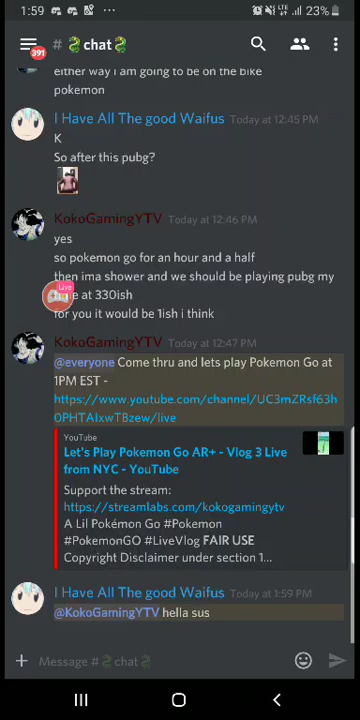 1:59 ... 23%
391 # chat
either way i am going to be on the bike
pokemon
I Have All The good Waifus Today at 12:45 PM
K
So after this pubg?
KokoGamingYTV Today at 12:46 PM
yes
so pokemon go for an hour and a half
then ima shower and we should be playing pubg my
e at 330ish
Live
for you it would be 1ish i think
KokoGamingYTV Today at 12:47 PM
@everyone Come thru and lets play Pokemon Go at
1PM EST -
https://www.youtube.com/channel/UC3mZRsf63h
0PHTAIxwTBzew/live
YouTube
Let's Play Pokemon Go AR+ - Vlog 3 Live
from NYC - YouTube
Support the stream:
https://streamlabs.com/kokogamingytv
A Lil Pokémon Go #Pokemon
#PokemonGO #LiveVlog FAIR USE
Copyright Disclaimer under section 1...
I Have All The good Waifus Today at 1:59 PM
@KokoGamingYTV hella sus
Message #chat